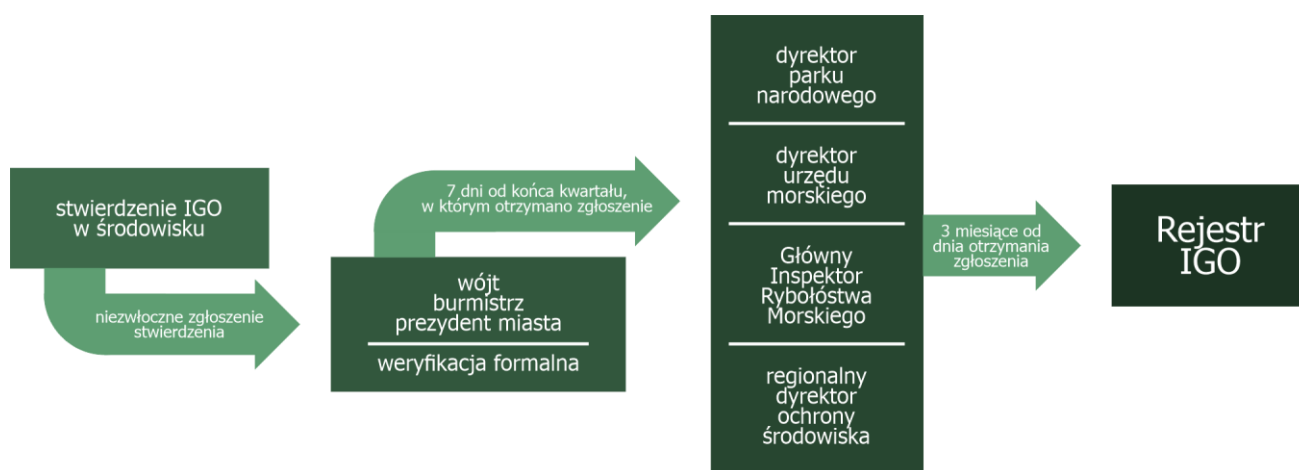 stwierdzenie IGO
w środowisku
niezwłoczne zgłoszenie
stwierdzenia
7 dni od końca kwartału,
w którym otrzymano zgłoszenie
wójt
burmistrz
prezydent miasta
weryfikacja formalna
dyrektor
parku
narodowego
dyrektor
urzędu
morskiego
Główny
Inspektor
Rybołóstwa
Morskiego
regionalny
dyrektor
ochrony
środowiska
3 miesiące od
dnia otrzymania
zgłoszenia
Rejestr
IGO